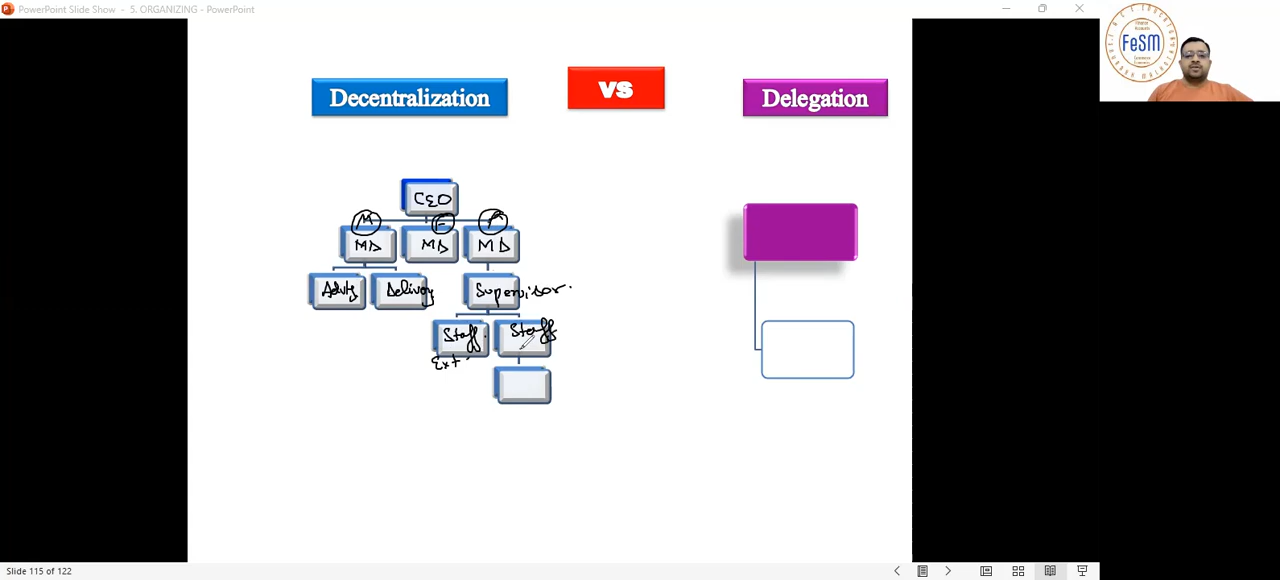 PowerPoint Slide Show - 5. ORGANIZING - PowerPoint
FeSM
Decentralization
VS
Delegation
CEO
M
F
MD
MD
MD
Delivery
Supervisor.
Staff
Staff
Ext
Slide 115 of 122